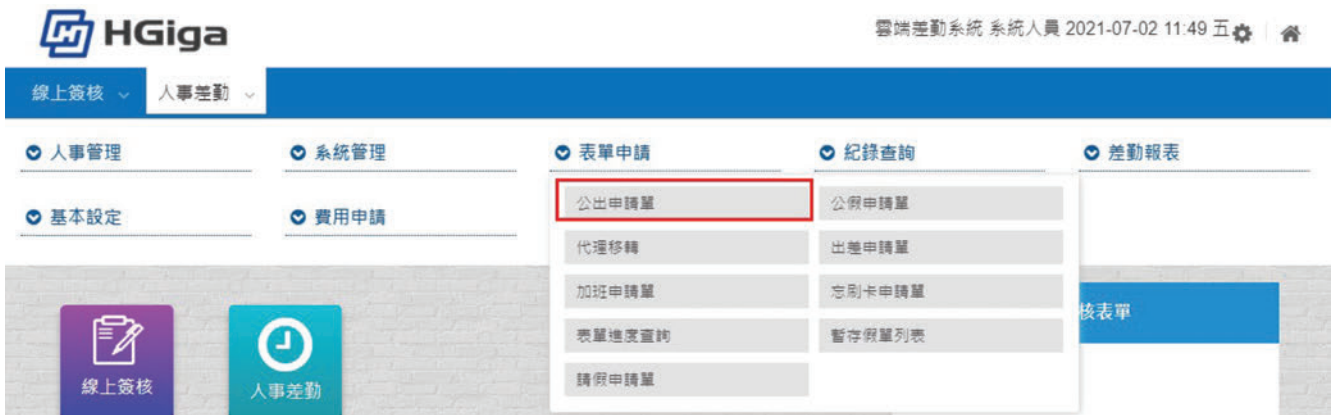 HGiga
雲端差勤系統 系統人員 2021-07-02 11:49 五
線上簽核 人事差勤
人事管理 系統管理 表單申請 紀錄查詢 差勤報表
公出申請單 公假申請單
基本設定 費用申請
代理移轉 出差申請單
加班申請單 忘刷卡申請單
核表單
表單進度查詢 暫存假單列表
線上簽核 人事差勤
請假申請單